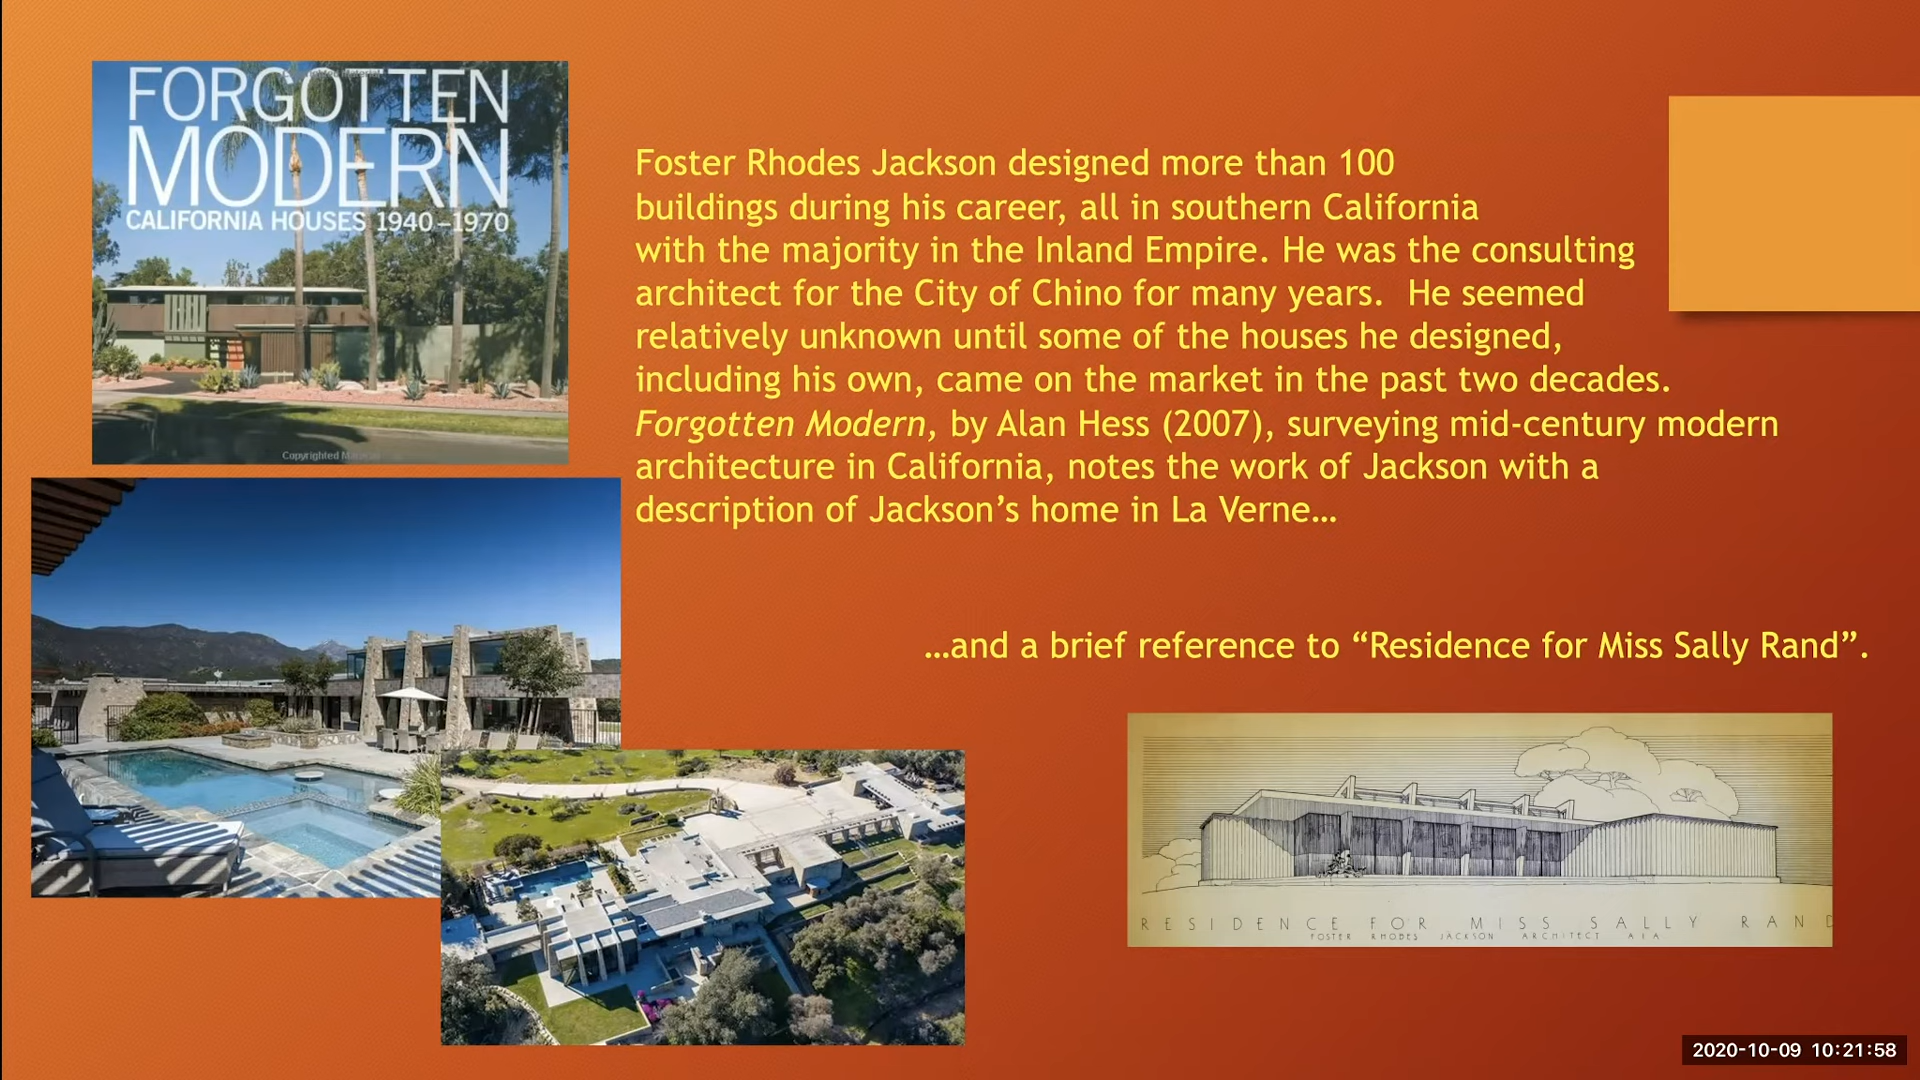 FORGOTTEN
MODERN
CALIFORNIA HOUSES 1940–1970
Copyrighted
Foster Rhodes Jackson designed more than 100
buildings during his career, all in southern California
with the majority in the Inland Empire. He was the consulting
architect for the City of Chino for many years.  He seemed
relatively unknown until some of the houses he designed,
including his own, came on the market in the past two decades.
Forgotten Modern, by Alan Hess (2007), surveying mid-century modern
architecture in California, notes the work of Jackson with a
description of Jackson’s home in La Verne…
…and a brief reference to “Residence for Miss Sally Rand”.
RESIDENCE FOR MISS SALLY RAND
FOSTER RHODES JACKSON ARCHITECT AIA
2020-10-09 10:21:58